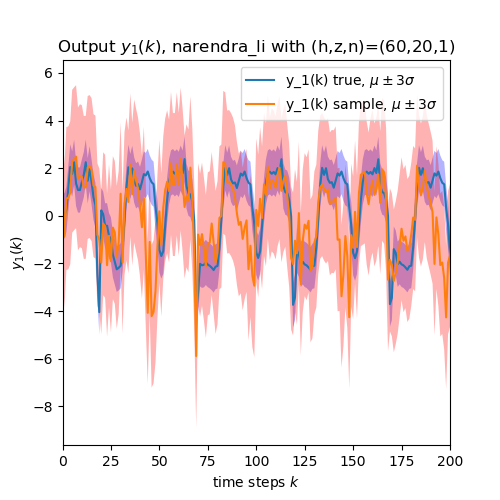 Output y₁(k), narendra_li with (h,z,n)=(60,20,1)
y_1(k) true, μ ± 3σ
y_1(k) sample, μ ± 3σ
y₁(k)
6
4
2
0
−2
−4
−6
−8
0 25 50 75 100 125 150 175 200
time steps k